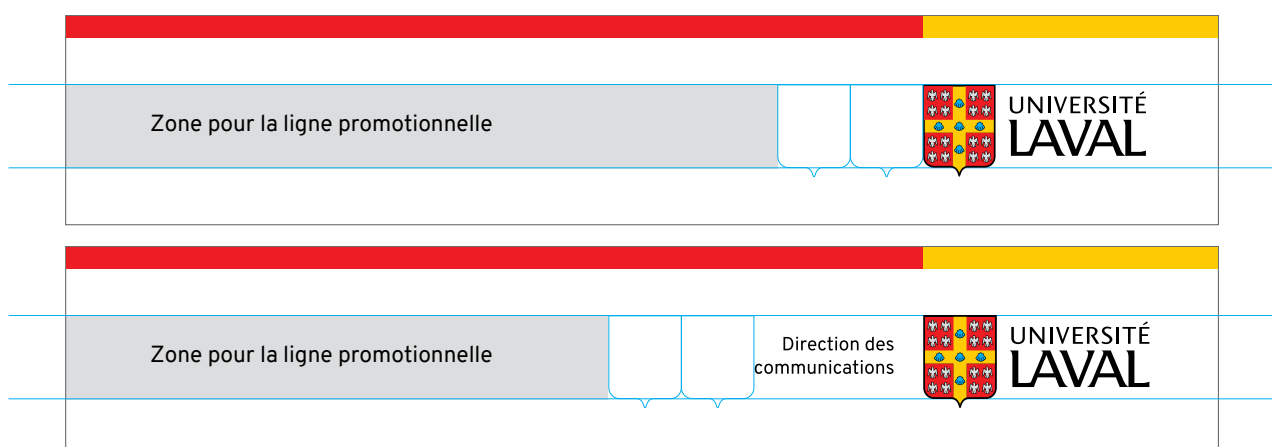 Zone pour la ligne promotionnelle
UNIVERSITÉ
LAVAL
Zone pour la ligne promotionnelle
Direction des
communications
UNIVERSITÉ
LAVAL